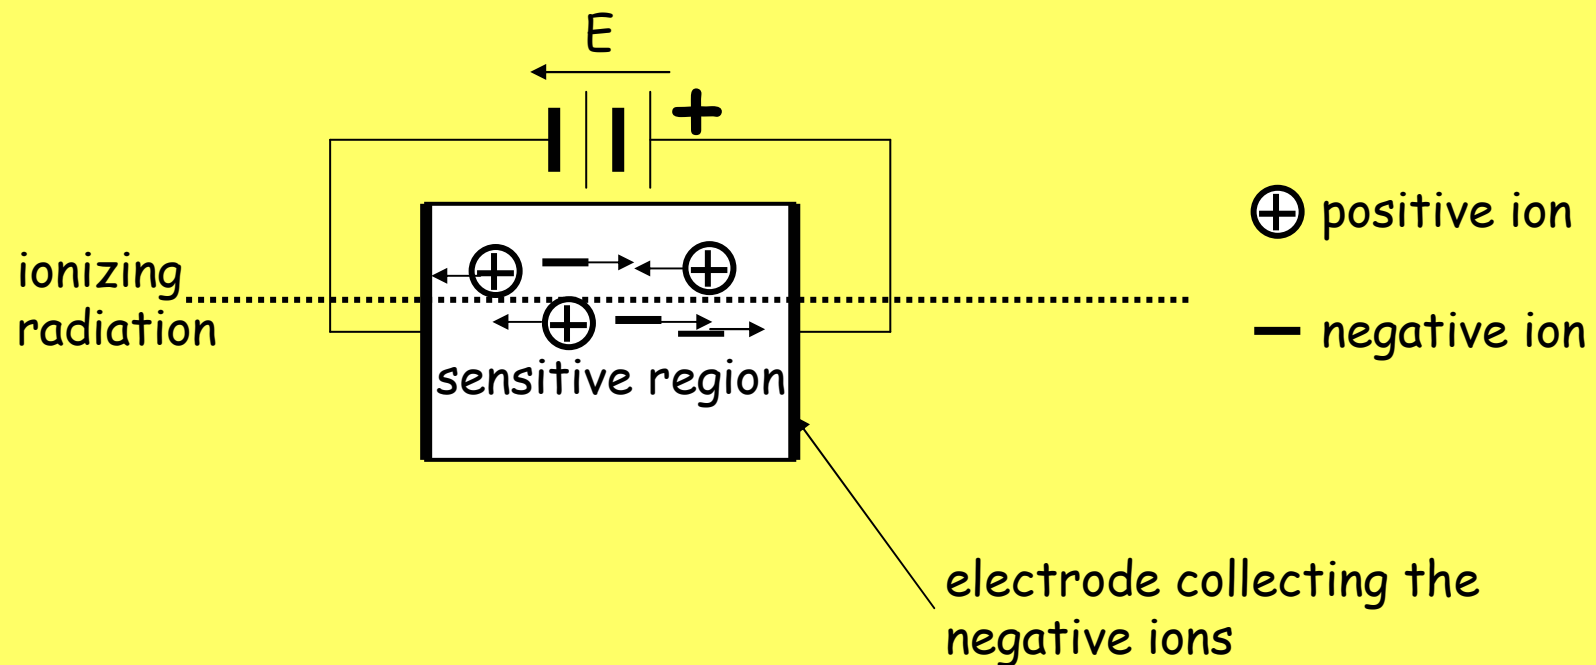 E
+
ionizing
radiation
sensitive region
positive ion
negative ion
electrode collecting the
negative ions